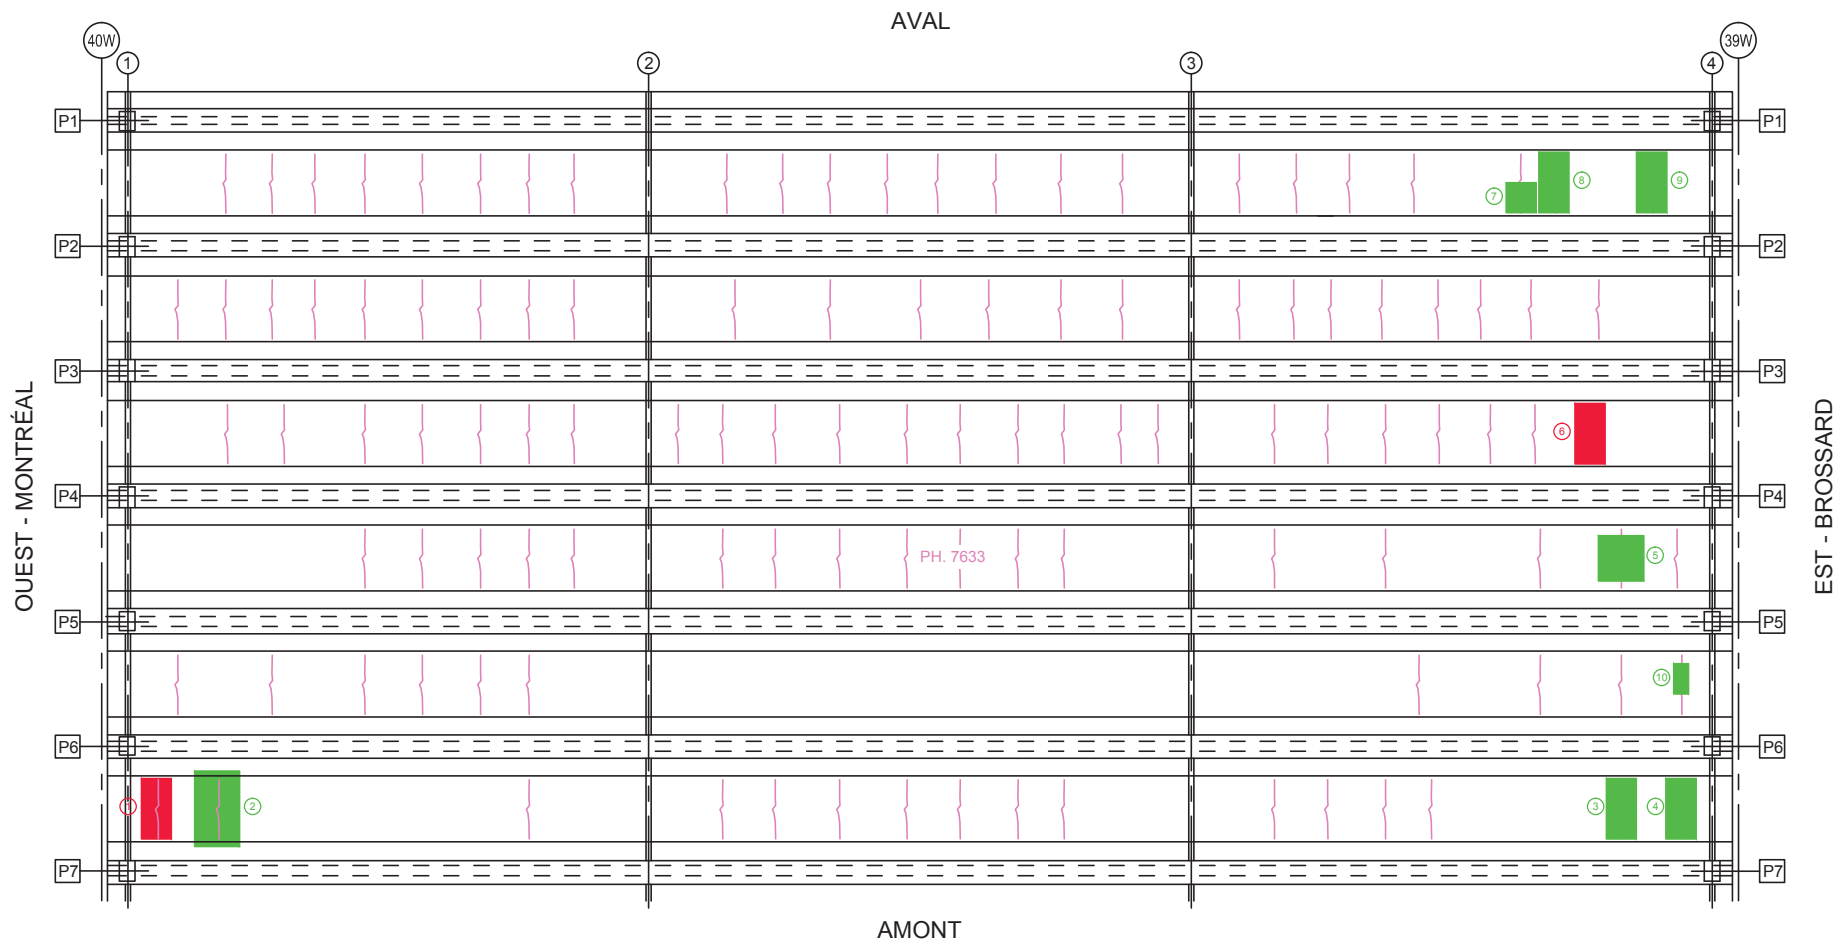 AVAL
40W
39W
1
2
3
4
P1
P1
7
8
9
P2
P2
P3
P3
OUEST - MONTRÉAL
EST - BROSSARD
6
P4
P4
PH. 7633
5
P5
P5
10
P6
P6
1
2
3
4
P7
P7
AMONT